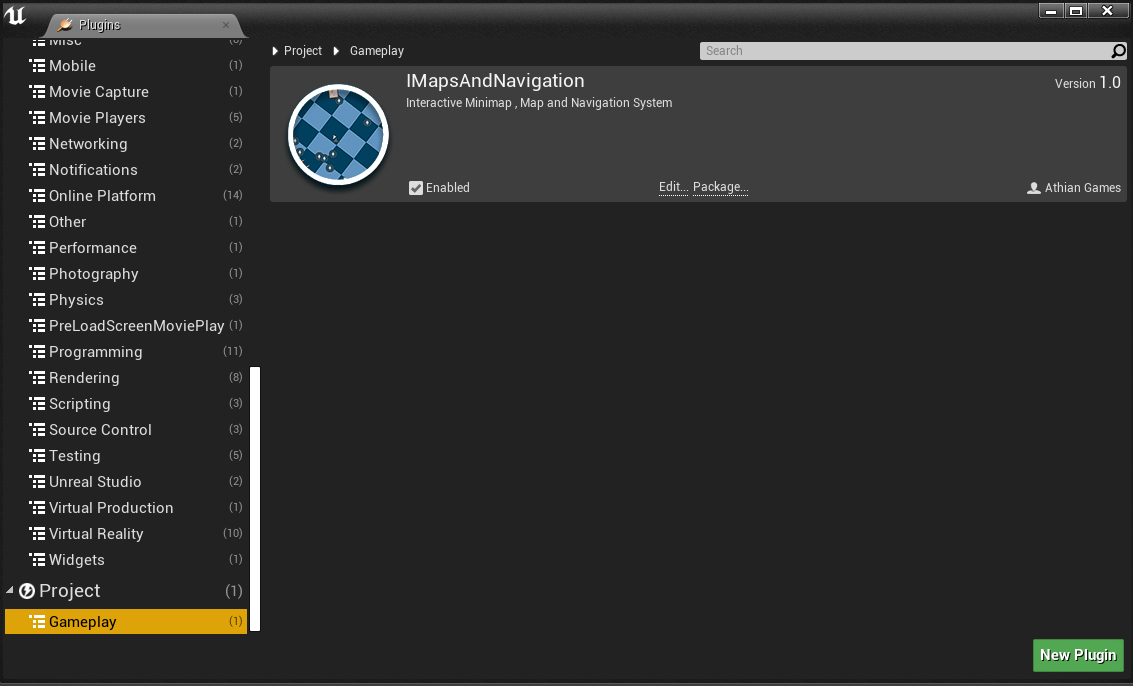 Plugins
Misc
Mobile (1)
Movie Capture (1)
Movie Players (5)
Networking (2)
Notifications (2)
Online Platform (14)
Other (1)
Performance (1)
Photography (1)
Physics (3)
PreLoadScreenMoviePlay (1)
Programming (11)
Rendering (8)
Scripting (3)
Source Control (3)
Testing (5)
Unreal Studio (2)
Virtual Production (1)
Virtual Reality (10)
Widgets (1)
Project (1)
Gameplay (1)
Project Gameplay
Search
IMapsAndNavigation
Version 1.0
Interactive Minimap , Map and Navigation System
Enabled
Edit... Package...
Athian Games
New Plugin